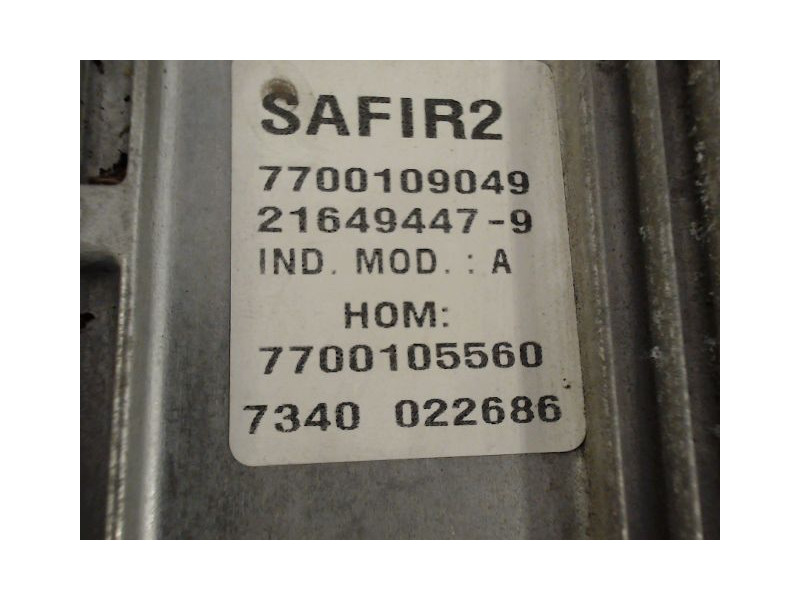 SAFIR2
7700109049
21649447-9
IND. MOD. : A
HOM:
7700105560
7340 022686